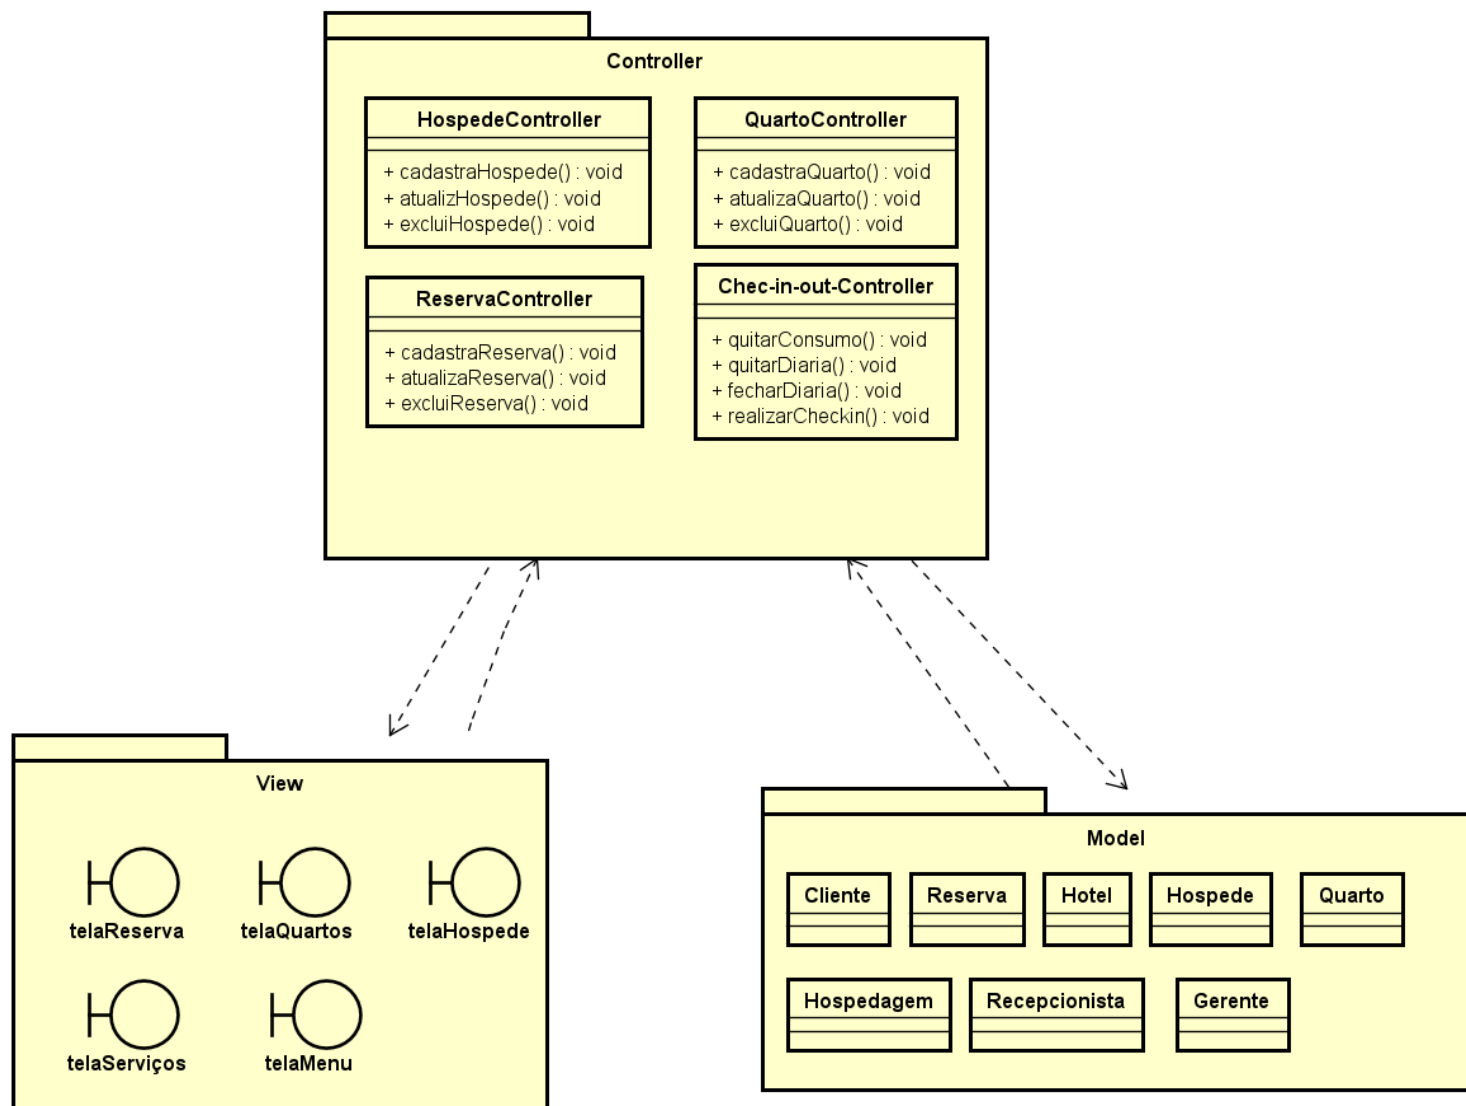 Controller
HospedeController
+ cadastraHospede() : void
+ atualizHospede() : void
+ excluiHospede() : void
QuartoController
+ cadastraQuarto() : void
+ atualizaQuarto() : void
+ excluiQuarto() : void
ReservaController
+ cadastraReserva() : void
+ atualizaReserva() : void
+ excluiReserva() : void
Chec-in-out-Controller
+ quitarConsumo() : void
+ quitarDiaria() : void
+ fecharDiaria() : void
+ realizarCheckin() : void
View
telaReserva
telaQuartos
telaHospede
telaServiços
telaMenu
Model
Cliente
Reserva
Hotel
Hospede
Quarto
Hospedagem
Recepcionista
Gerente